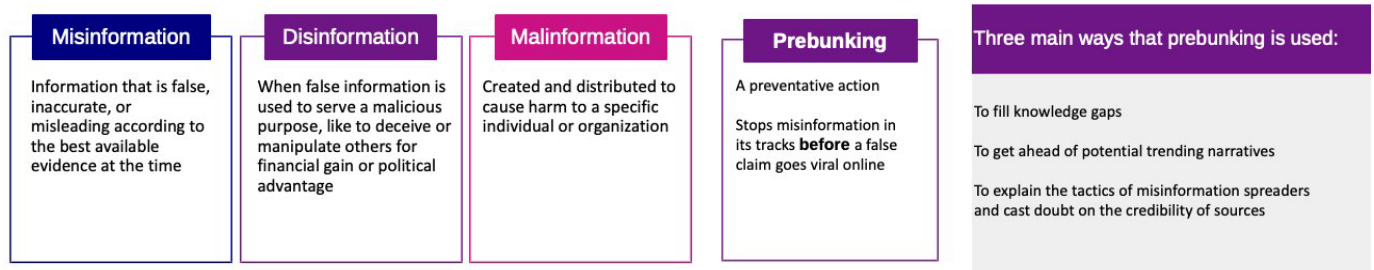 Misinformation
Information that is false,
inaccurate, or
misleading according to
the best available
evidence at the time
Disinformation
When false information is
used to serve a malicious
purpose, like to deceive or
manipulate others for
financial gain or political
advantage
Malinformation
Created and distributed to
cause harm to a specific
individual or organization
Prebunking
A preventative action
Stops misinformation in
its tracks before a false
claim goes viral online
Three main ways that prebunking is used:
To fill knowledge gaps
To get ahead of potential trending narratives
To explain the tactics of misinformation spreaders
and cast doubt on the credibility of sources